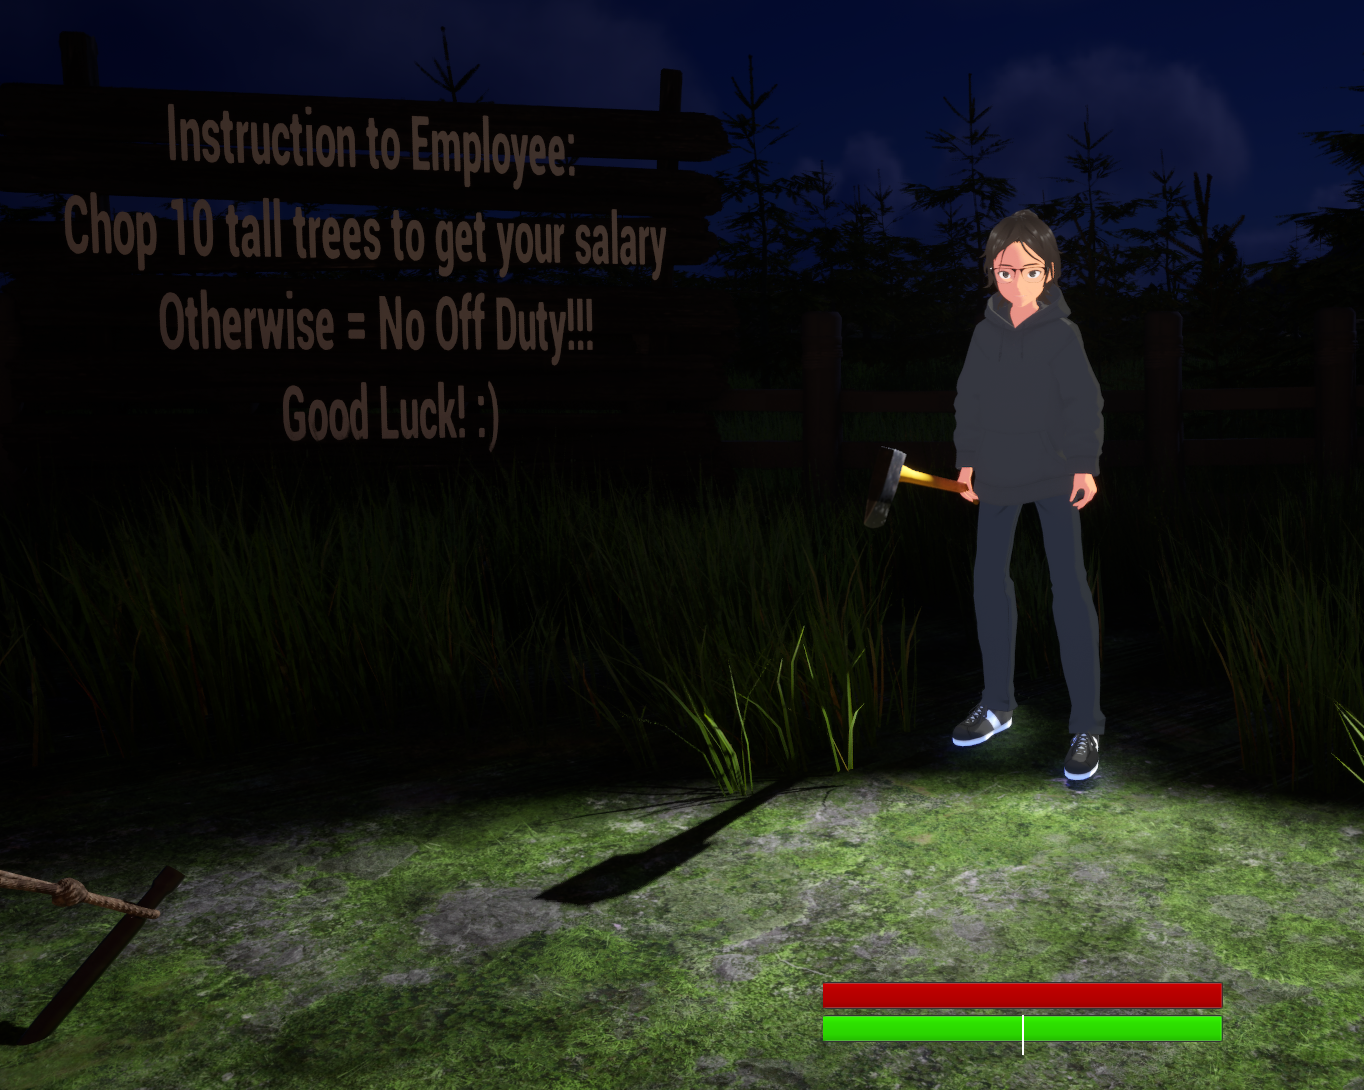 Instruction to Employee:
Chop 10 tall trees to get your salary
Otherwise = No Off Duty!!!
Good Luck! :)